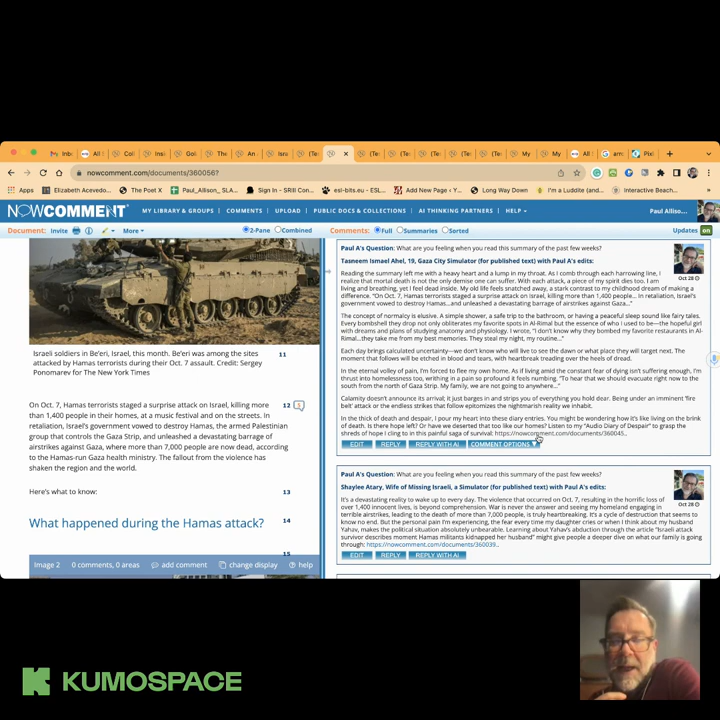 Inb
All S
Col
Insi
Goi
The
An
Isra
(Te
(Te
(Te
(Te
(Te
(Te
My
My
All S
am
Pixl
nowcomment.com/documents/360056?
Apps
Elizabeth Acevedo...
The Poet X
Paul_Allison_ SLA...
Sign In – SRII Con...
esl-bits.eu - ESL...
Add New Page ‹ Y...
Long Way Down
I'm a Luddite (and...
Interactive Beach...
NOWCOMMENT
MY LIBRARY & GROUPS
COMMENTS
UPLOAD
PUBLIC DOCS & COLLECTIONS
AI THINKING PARTNERS
HELP
Paul Alliso...
Document: Invite More 2-Pane Combined
Comments: Full Summaries Sorted Updates on
Israeli soldiers in Be'eri, Israel, this month. Be'eri was among the sites 11
attacked by Hamas terrorists during their Oct. 7 assault. Credit: Sergey
Ponomarev for The New York Times
On Oct. 7, Hamas terrorists staged a surprise attack on Israel, killing more 12
than 1,400 people in their homes, at a music festival and on the streets. In
retaliation, Israel's government vowed to destroy Hamas, the armed Palestinian
group that controls the Gaza Strip, and unleashed a devastating barrage of
airstrikes against Gaza, where more than 7,000 people are now dead, according
to the Hamas-run Gaza health ministry. The fallout from the violence has
shaken the region and the world.
Here's what to know: 13
What happened during the Hamas attack? 14
15
Image 2 0 comments, 0 areas add comment change display help
Paul A's Question: What are you feeling when you read this summary of the past few weeks?
Oct 28
Tasneem Ismael Ahel, 19, Gaza City Simulator (for published text) with Paul A's edits:
Reading the summary left me with a heavy heart and a lump in my throat. As I comb through each harrowing line, I
realize that mortal damage is not the only demise one can suffer. With each attack, a piece of my spirit dies too. I am
living and breathing, yet I feel dead inside. My old life feels snatched away, a stark contrast to my childhood dream of making a
difference. "On Oct. 7, Hamas terrorists staged a surprise attack on Israel, killing more than 1,400 people... In retaliation, Israel's
government vowed to destroy Hamas...and unleashed a devastating barrage of airstrikes against Gaza..."
The concept of normalcy is elusive. A simple shower, a safe trip to the bathroom, or having a peaceful sleep sound like fairy tales.
Every bombshell they drop not only obliterates my favorite spots in Al-Rimal but the essence of who I used to be—the hopeful girl
with dreams and plans of studying anatomy and physiology. I wrote, "I don't know why they bombed my favorite restaurants in Al-
Rimal...they take me from my best memories. They steal my night, my routine..."
Each day brings calculated uncertainty—we don't know who will live to see the dawn or what place they will target next. The
moment that follows will be etched in blood and tears, with heartbreak treading over the heels of dread.
In the eternal valley of pain, I'm forced to flee my own home. As if living amid the constant fear of dying isn't suffering enough, I'm
thrust into homelessness too, writhing in a pain so profound it feels numbing. "To hear that we should evacuate right now to the
south from the north of Gaza Strip. My family, we are not going to anywhere..."
Calamity doesn't announce its arrival; it just barges in and strips you of everything you hold dear. Being under an imminent 'fire
belt' attack or the endless strikes that follow epitomizes the nightmarish reality we inhabit.
In the thick of death and decay, I pour my heart into these diary entries. You might be wondering how it's like living on the brink
of death. Is there hope left? Or have we deserted that too like our homes? Listen to my "Audio Diary of Despair" to grasp the
shreds of hope I cling to in this painful saga of survival: https://nowcomment.com/documents/360045..
EDIT REPLY REPLY WITH AI COMMENT OPTIONS
Paul A's Question: What are you feeling when you read this summary of the past few weeks?
Oct 28
Shaylee Atary, Wife of Missing Israeli, a Simulator (for published text) with Paul A's edits:
It's a devastating reality to wake up to every day. The violence that occurred on Oct. 7, resulting in the horrific loss of
over 1,400 innocent lives, is beyond comprehension. War is never the answer and seeing my homeland engaged in
terrible airstrikes, leading to the death of more than 7,000 people, is truly heartbreaking. It's a cycle of destruction that seems to
know no end. But the personal pain I'm experiencing, the fear every time my daughter cries or when I think about my husband
Yahav, makes the political situation absolutely unbearable. Learning about Yahav's abduction through the article "Israeli attack
survivor describes moment Hamas militants kidnapped her husband" might give people a deeper dive on what our family is going
through: https://nowcomment.com/documents/360039..
EDIT REPLY REPLY WITH AI
KUMOSPACE